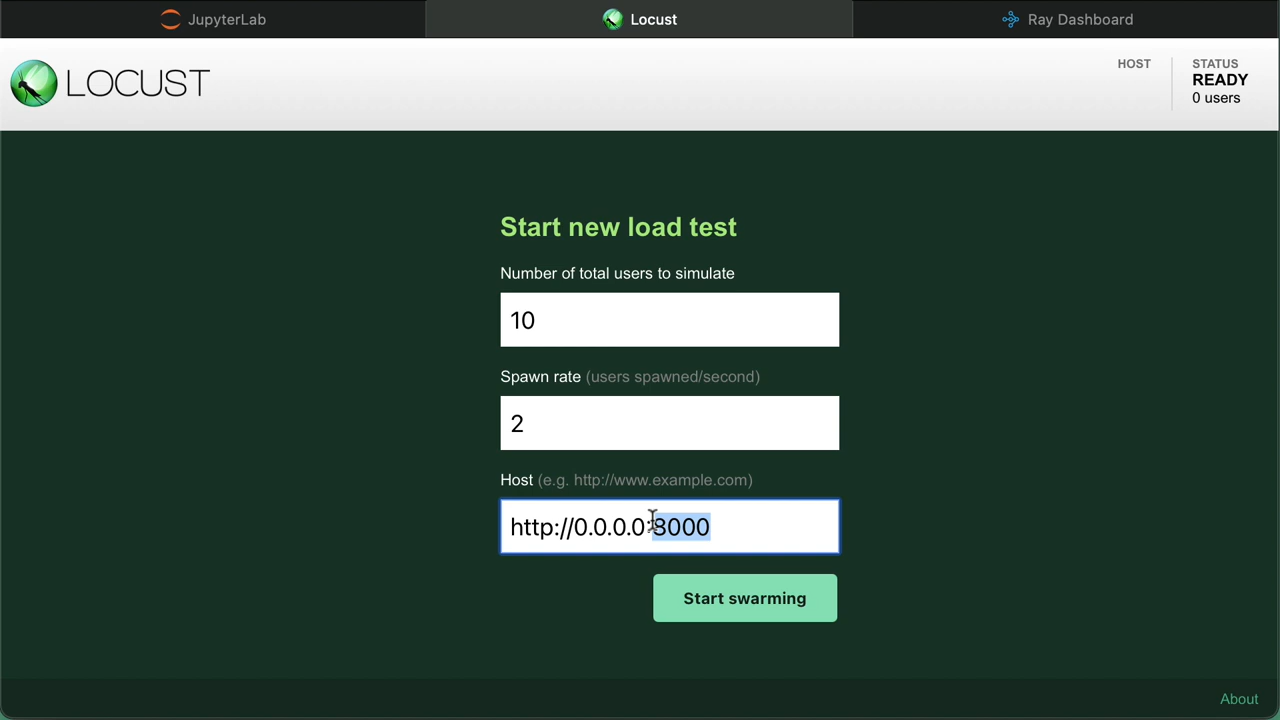 JupyterLab
Locust
Ray Dashboard
LOCUST
HOST
STATUS
READY
0 users
Start new load test
Number of total users to simulate
10
Spawn rate (users spawned/second)
2
Host (e.g. http://www.example.com)
http://0.0.0.0:3000
Start swarming
About